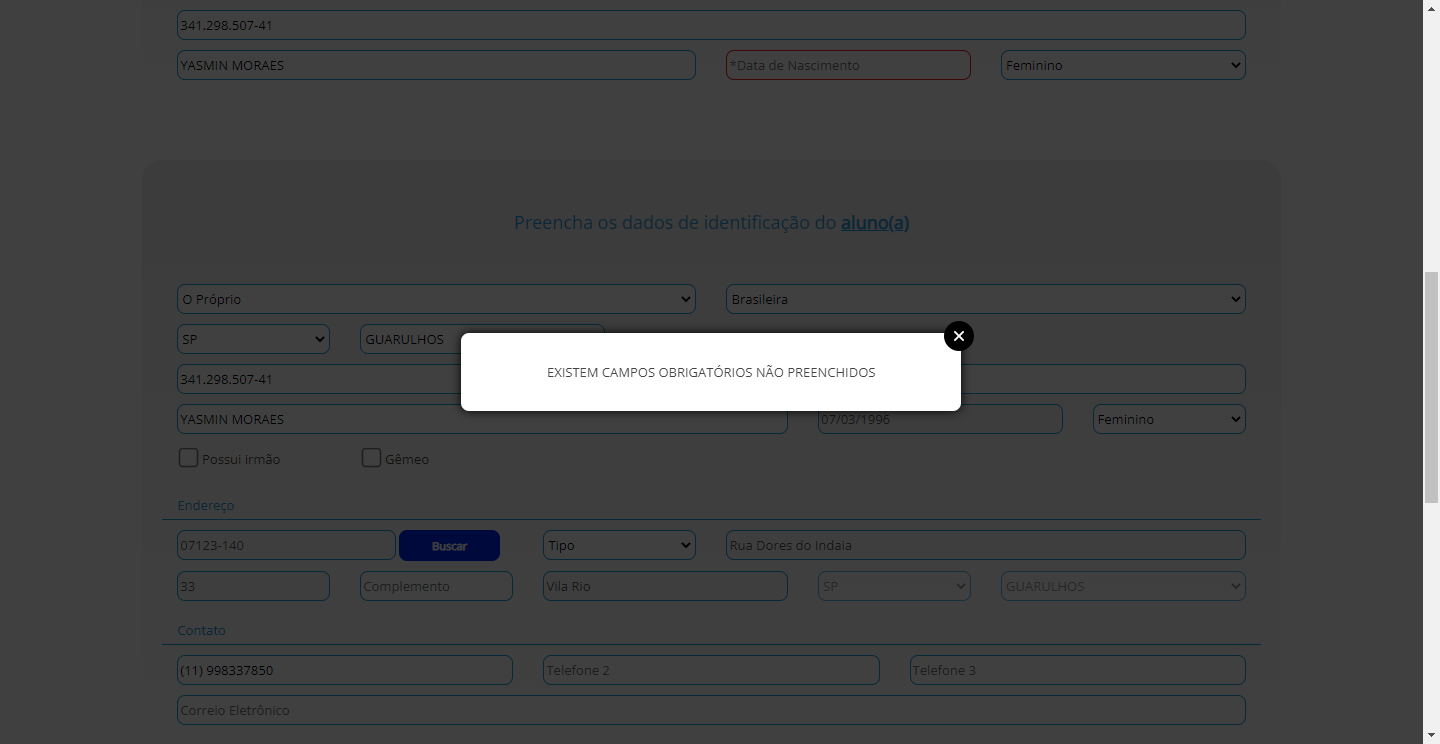 341.298.507-41
YASMIN MORAES *Data de Nascimento Feminino
Preencha os dados de identificação do aluno(a)
O Próprio Brasileira
SP GUARULHOS
EXISTEM CAMPOS OBRIGATÓRIOS NÃO PREENCHIDOS
341.298.507-41
YASMIN MORAES 07/03/1996 Feminino
Possui irmão Gêmeo
Endereço
07123-140 Buscar Tipo Rua Dores do Indaia
33 Complemento Vila Rio SP GUARULHOS
Contato
(11) 998337850 Telefone 2 Telefone 3
Correio Eletrônico